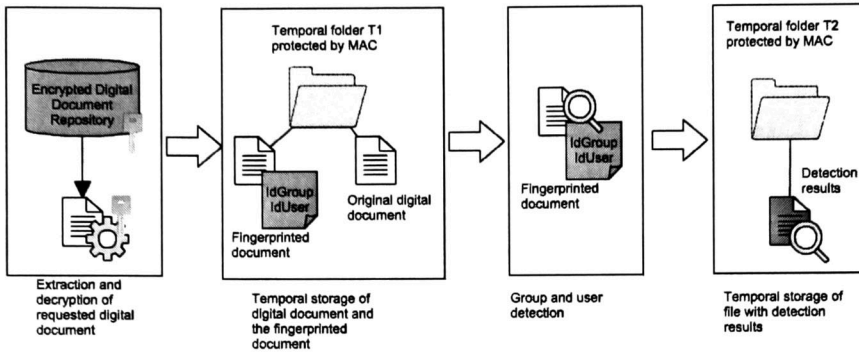 Encrypted Digital
Document
Repository
Extraction and
decryption of
requested digital
document
Temporal folder T1
protected by MAC
IdGroup
IdUser
Fingerprinted
document
Original digital
document
Temporal storage of
digital document and
the fingerprinted
document
IdGroup
IdUser
Fingerprinted
document
Group and user
detection
Temporal folder T2
protected by MAC
Detection
results
Temporal storage of
file with detection
results